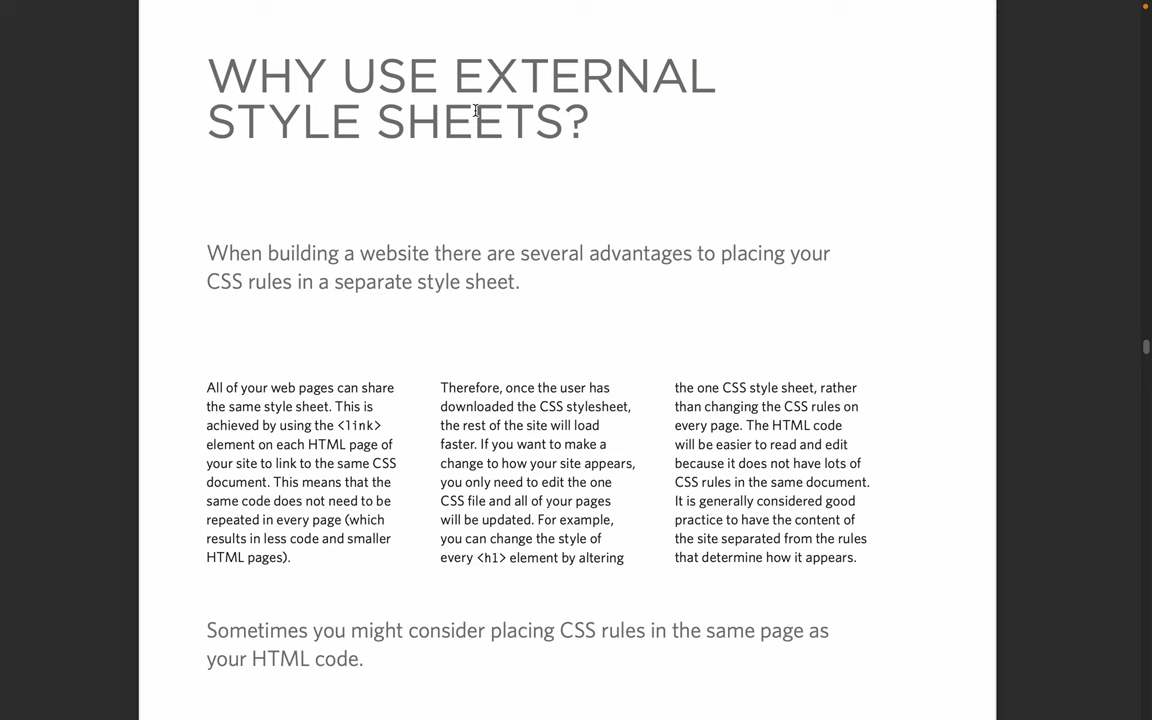 WHY USE EXTERNAL
STYLE SHEETS?
When building a website there are several advantages to placing your
CSS rules in a separate style sheet.
All of your web pages can share
the same style sheet. This is
achieved by using the <link>
element on each HTML page of
your site to link to the same CSS
document. This means that the
same code does not need to be
repeated in every page (which
results in less code and smaller
HTML pages).
Therefore, once the user has
downloaded the CSS stylesheet,
the rest of the site will load
faster. If you want to make a
change to how your site appears,
you only need to edit the one
CSS file and all of your pages
will be updated. For example,
you can change the style of
every <h1> element by altering
the one CSS style sheet, rather
than changing the CSS rules on
every page. The HTML code
will be easier to read and edit
because it does not have lots of
CSS rules in the same document.
It is generally considered good
practice to have the content of
the site separated from the rules
that determine how it appears.
Sometimes you might consider placing CSS rules in the same page as
your HTML code.